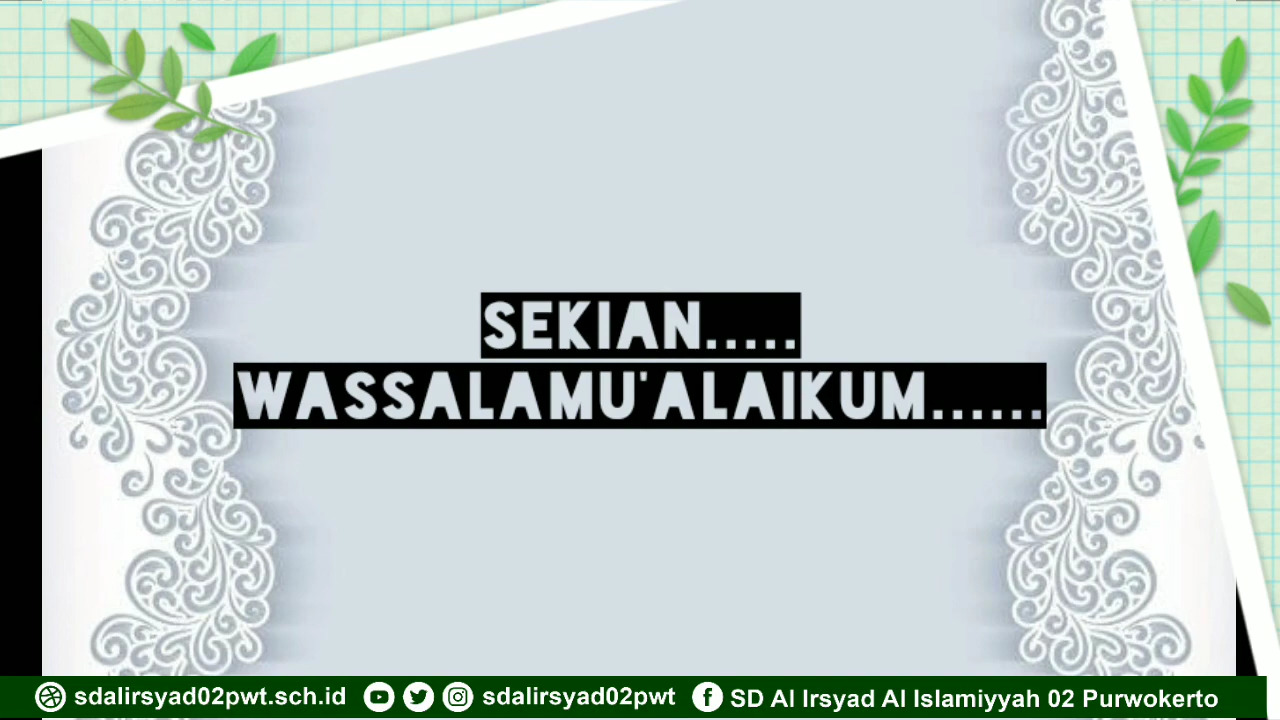 SEKIAN.....
WASSALAMU'ALAIKUM......
sdalirsyad02pwt.sch.id sdalirsyad02pwt SD Al Irsyad Al Islamiyyah 02 Purwokerto